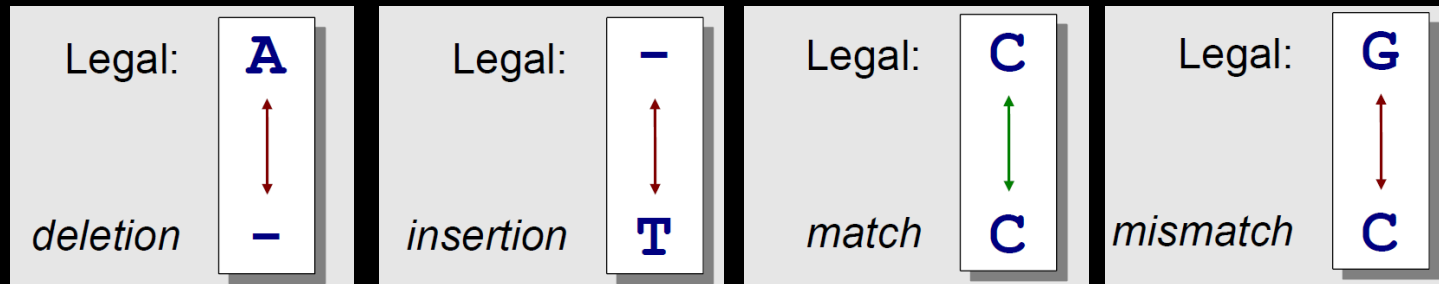 Legal: A
deletion -
Legal: -
insertion T
Legal: C
match C
Legal: G
mismatch C